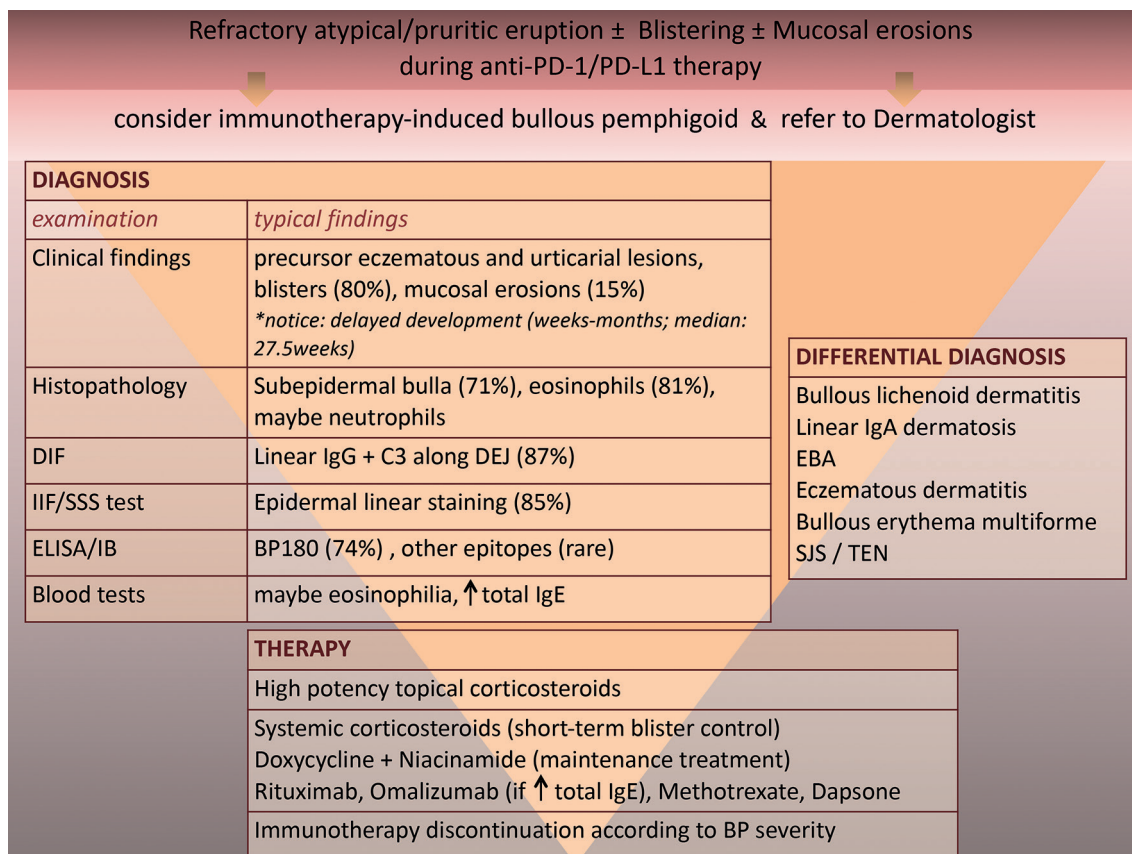 Refractory atypical/pruritic eruption ± Blistering ± Mucosal erosions
during anti-PD-1/PD-L1 therapy
consider immunotherapy-induced bullous pemphigoid & refer to Dermatologist
DIAGNOSIS
examination typical findings
Clinical findings precursor eczematous and urticarial lesions,
blisters (80%), mucosal erosions (15%)
*notice: delayed development (weeks-months; median:
27.5weeks)
Histopathology Subepidermal bulla (71%), eosinophils (81%),
maybe neutrophils
DIF Linear IgG + C3 along DEJ (87%)
IIF/SSS test Epidermal linear staining (85%)
ELISA/IB BP180 (74%) , other epitopes (rare)
Blood tests maybe eosinophilia, ↑ total IgE
DIFFERENTIAL DIAGNOSIS
Bullous lichenoid dermatitis
Linear IgA dermatosis
EBA
Eczematous dermatitis
Bullous erythema multiforme
SJS / TEN
THERAPY
High potency topical corticosteroids
Systemic corticosteroids (short-term blister control)
Doxycycline + Niacinamide (maintenance treatment)
Rituximab, Omalizumab (if ↑ total IgE), Methotrexate, Dapsone
Immunotherapy discontinuation according to BP severity